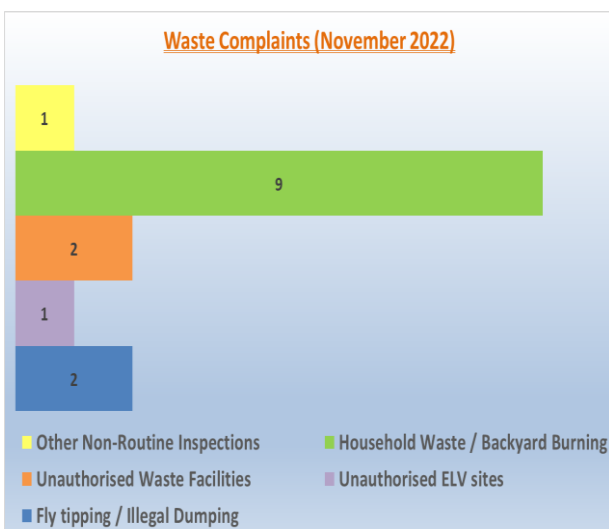 Waste Complaints (November 2022)
1
9
2
1
2
Other Non-Routine Inspections
Household Waste / Backyard Burning
Unauthorised Waste Facilities
Unauthorised ELV sites
Fly tipping / Illegal Dumping